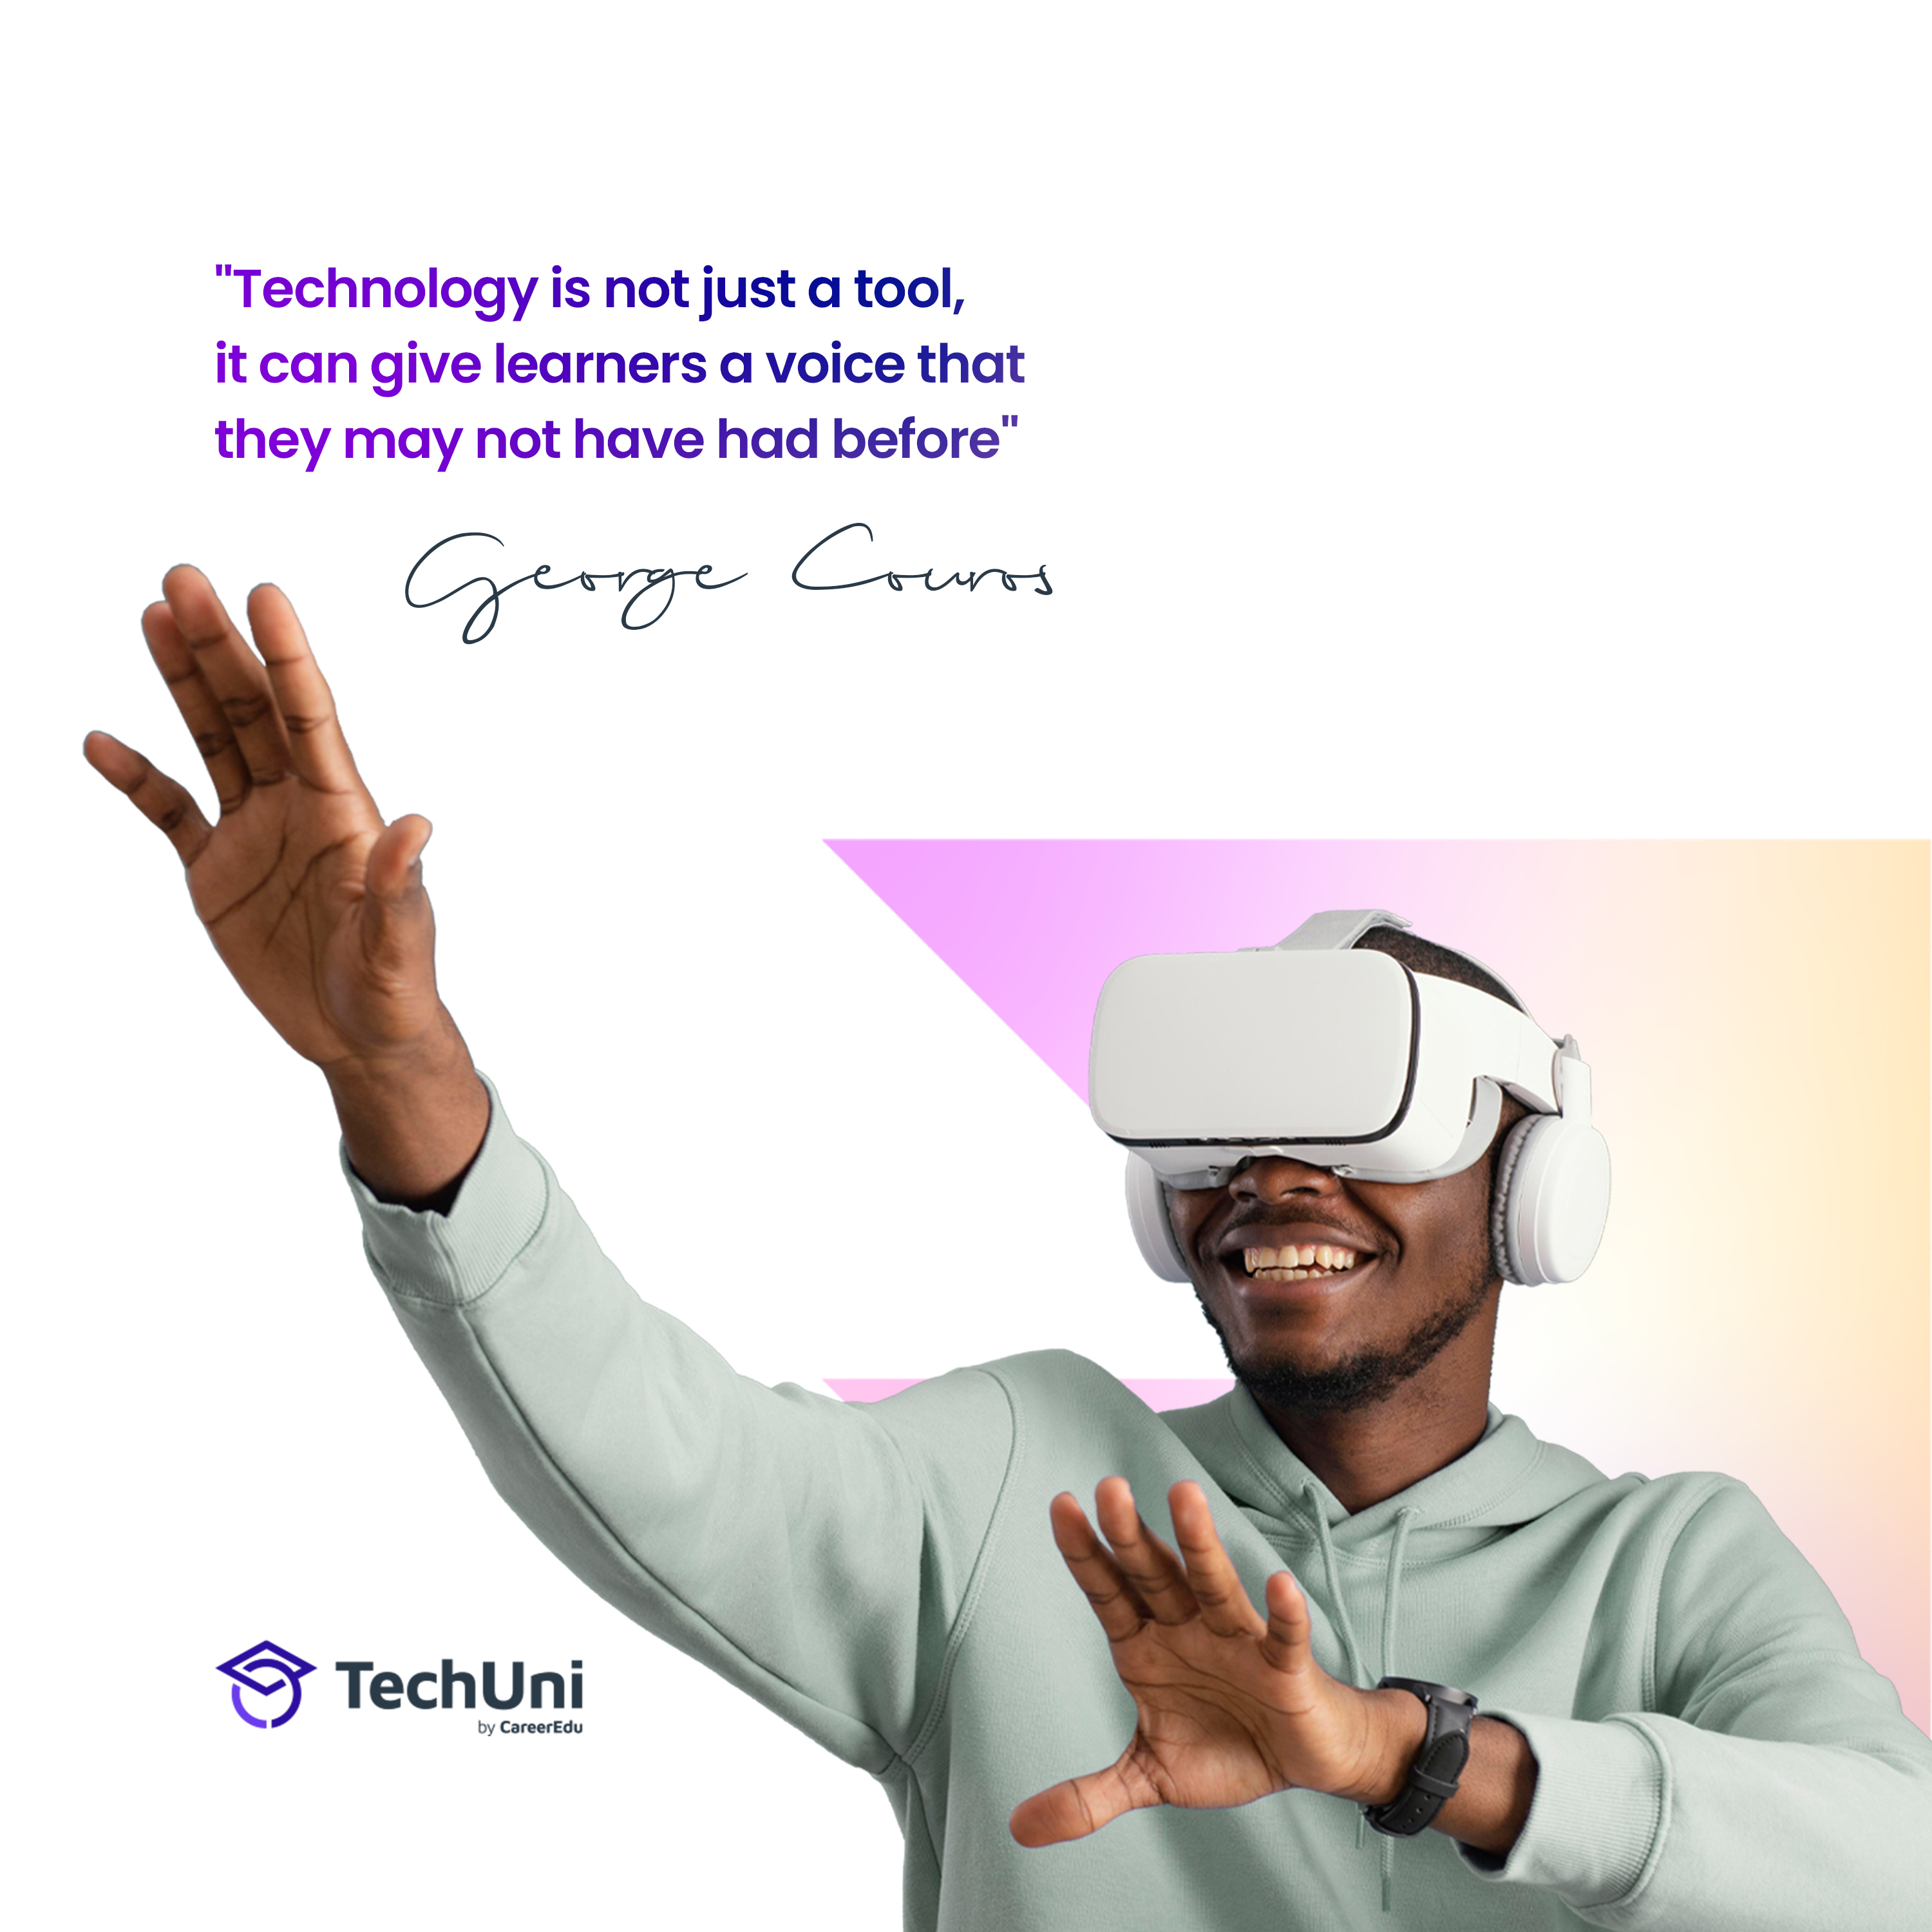 "Technology is not just a tool,
it can give learners a voice that
they may not have had before"
George Couros
TechUni
by CareerEdu